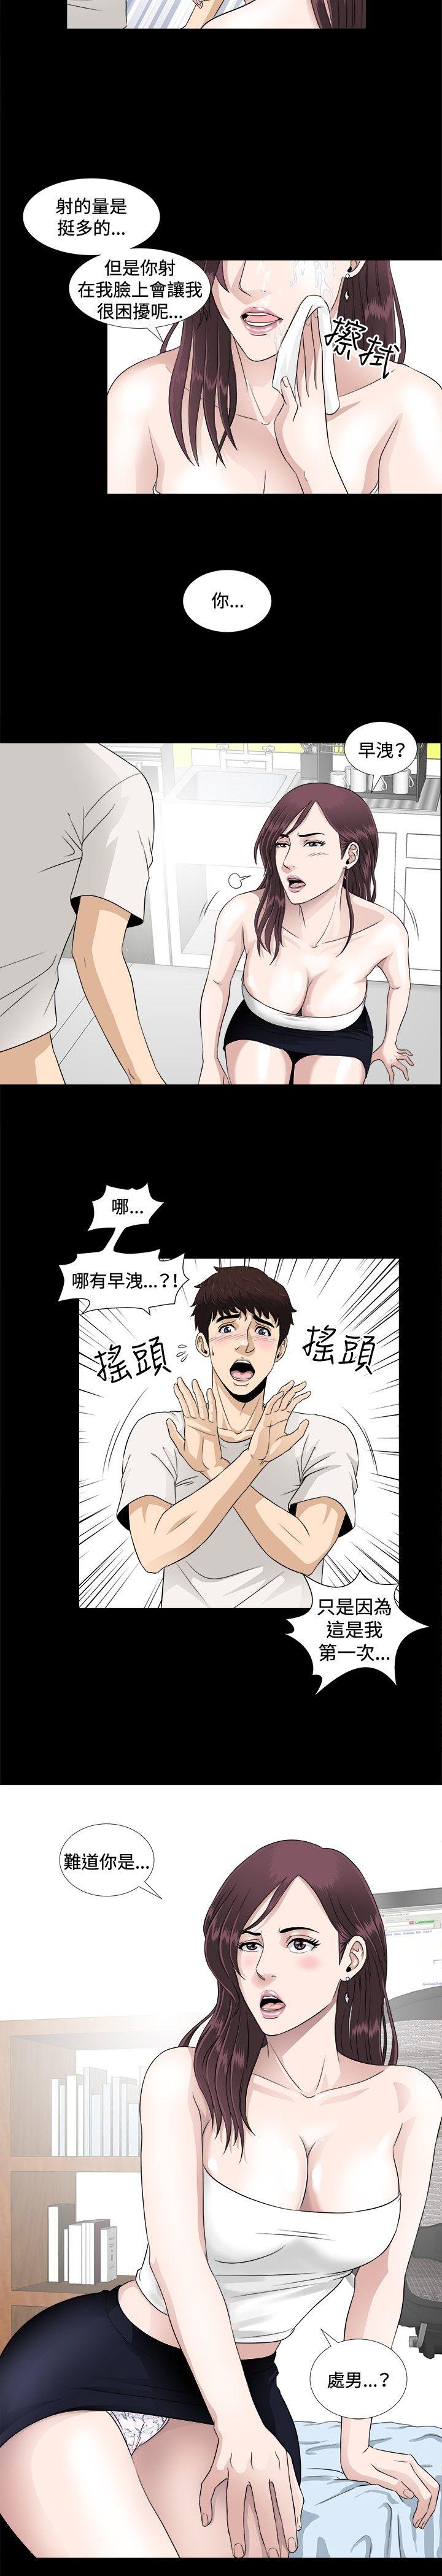 射的量是
挺多的...
但是你射
在我臉上會讓我
很困擾呢...
擦拭
你...
早洩？
哪...
哪有早洩...?!
搖頭
搖頭
只是因為
這是我
第一次...
難道你是...
處男...？